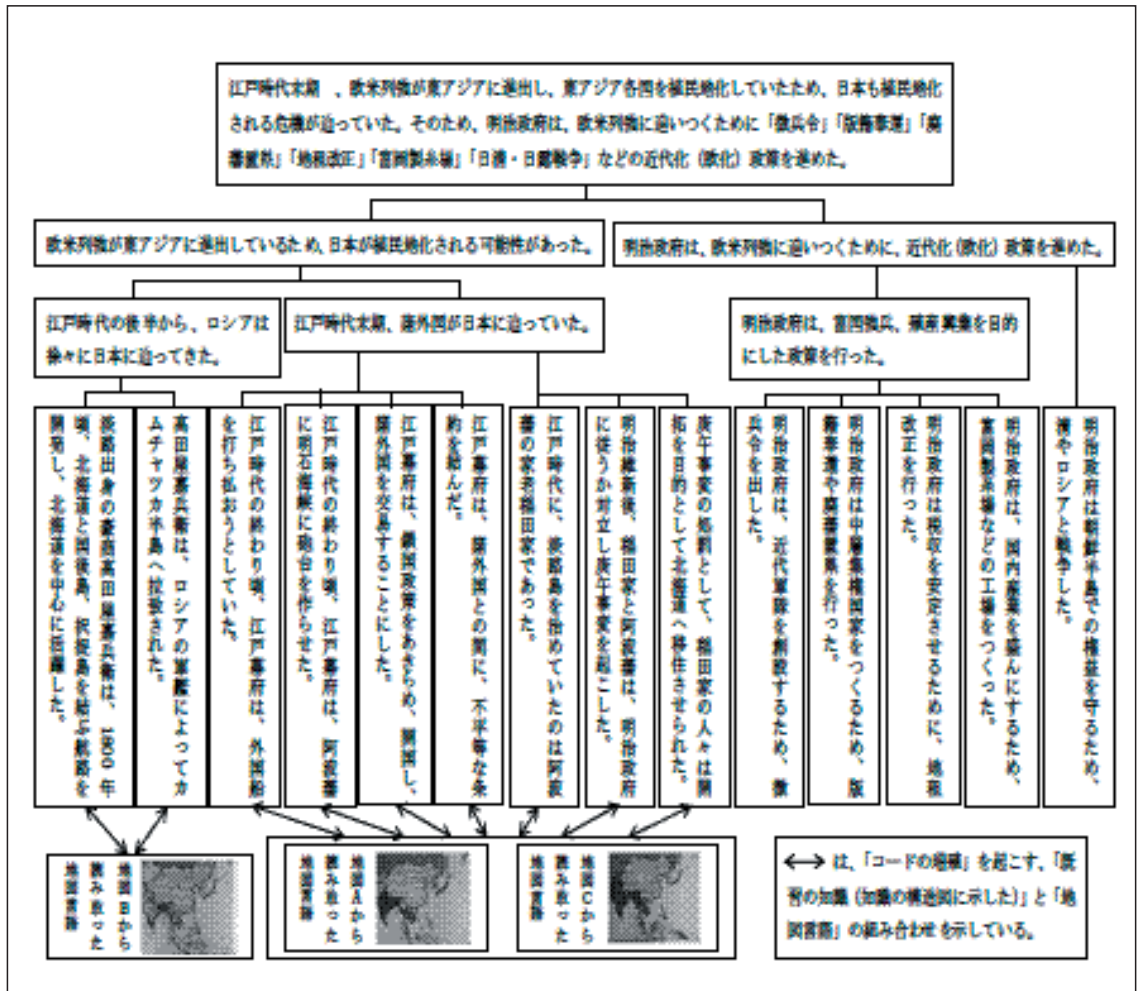 江戸時代末期　、欧米列強が東アジアに進出し、東アジア各国を植民地化していたため、日本も植民地化
される危機が迫っていた。そのため、明治政府は、欧米列強に追いつくために「徴兵令」「版籍奉還」「廃
藩置県」「地租改正」「富岡製糸場」「日清・日露戦争」などの近代化（欧化）政策を進めた。
欧米列強が東アジアに進出しているため、日本が植民地化される可能性があった。
明治政府は、欧米列強に追いつくために、近代化（欧化）政策を進めた。
江戸時代の後半から、ロシアは
徐々に日本に迫ってきた。
江戸時代末期、諸外国が日本に迫っていた。
明治政府は、富国強兵、殖産興業を目的
にした政策を行った。
淡路出身の豪商高田屋嘉兵衛は、1800年
頃、北海道と国後島、択捉島を結ぶ航路を
開発し、北海道を中心に活躍した。
高田屋嘉兵衛は、ロシアの軍艦によってカ
ムチャツカ半島へ拉致された。
江戸時代の終わり頃、江戸幕府は、外国船
を打ち払おうとしていた。
江戸時代の終わり頃、江戸幕府は、阿波藩
に明石海峡に砲台を作らせた。
江戸幕府は、鎖国政策をあきらめ、開国し、
諸外国を交易することにした。
江戸幕府は、諸外国との間に、不平等な条
約を結んだ。
江戸時代に、淡路島を治めていたのは阿波
藩の家老稲田家であった。
明治維新後、稲田家と阿波藩は、明治政府
に従うか対立し庚午事変を起こした。
庚午事変の処罰として、稲田家の人々は開
拓を目的として北海道へ移住させられた。
明治政府は、近代軍隊を創設するため、徴
兵令を出した。
明治政府は中央集権国家をつくるため、版
籍奉還や廃藩置県を行った。
明治政府は税収を安定させるために、地租
改正を行った。
明治政府は、国内産業を盛んにするため、
富岡製糸場などの工場をつくった。
明治政府は朝鮮半島での権益を守るため、
清やロシアと戦争した。
地図Bから
読み取った
地図言語
地図Aから
読み取った
地図言語
地図Cから
読み取った
地図言語
⟷は、「コードの増殖」を起こす、「既
習の知識（知識の構造図に示した）」と「地
図言語」の組み合わせを示している。